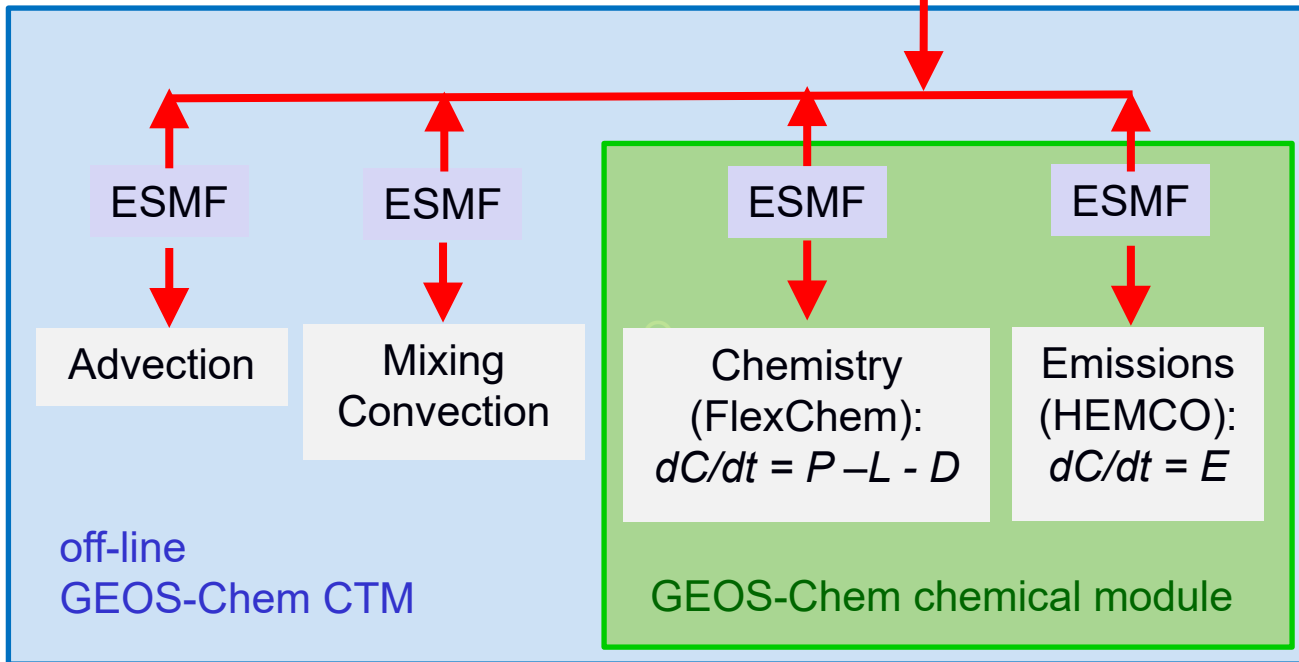 ESMF
ESMF
ESMF
ESMF
Advection
Mixing
Convection
Chemistry
(FlexChem):
dC/dt = P –L - D
Emissions
(HEMCO):
dC/dt = E
off-line
GEOS-Chem CTM
GEOS-Chem chemical module